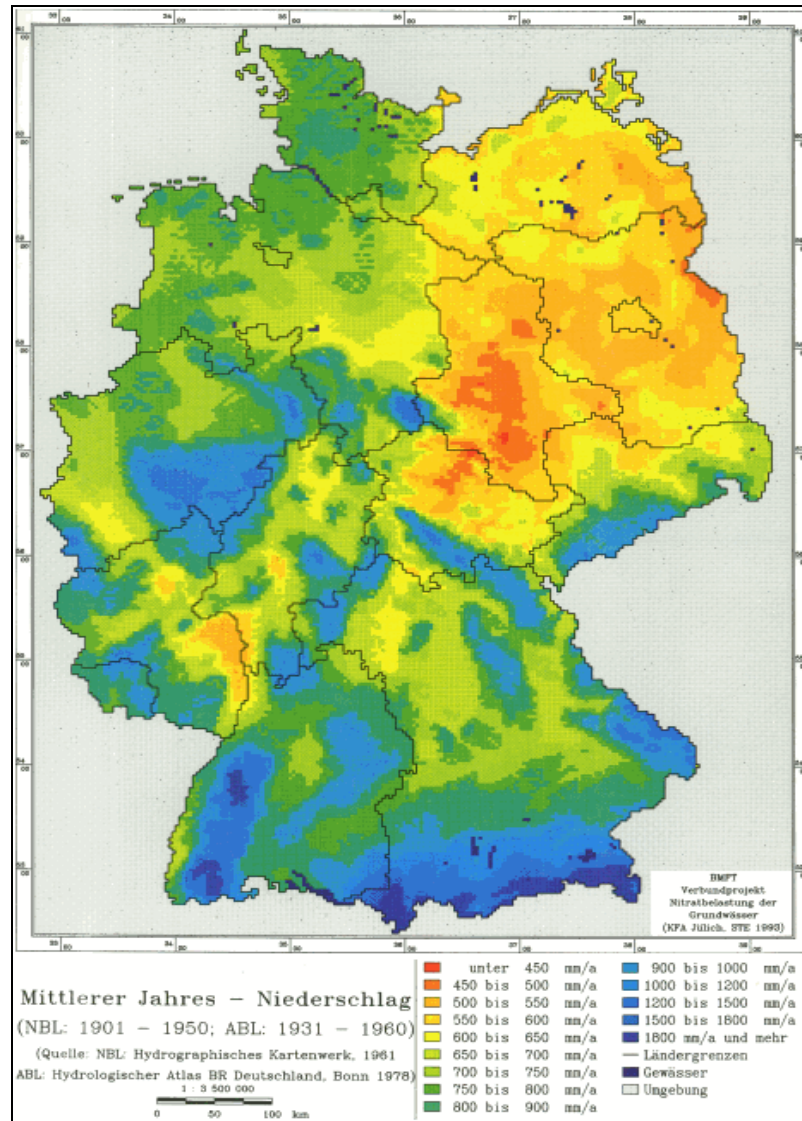 BMFT
Verbundprojekt
Nitratbelastung der
Grundwässer
(KFA Jülich, STE 1993)
Mittlerer Jahres – Niederschlag
(NBL: 1901 – 1950; ABL: 1931 – 1960)
(Quelle: NBL: Hydrographisches Kartenwerk, 1961
ABL: Hydrologischer Atlas BR Deutschland, Bonn 1978)
1 : 3 500 000
0 50 100 km
unter 450 mm/a
450 bis 500 mm/a
500 bis 550 mm/a
550 bis 600 mm/a
600 bis 650 mm/a
650 bis 700 mm/a
700 bis 750 mm/a
750 bis 800 mm/a
800 bis 900 mm/a
900 bis 1000 mm/a
1000 bis 1200 mm/a
1200 bis 1500 mm/a
1500 bis 1800 mm/a
1800 mm/a und mehr
Ländergrenzen
Gewässer
Umgebung